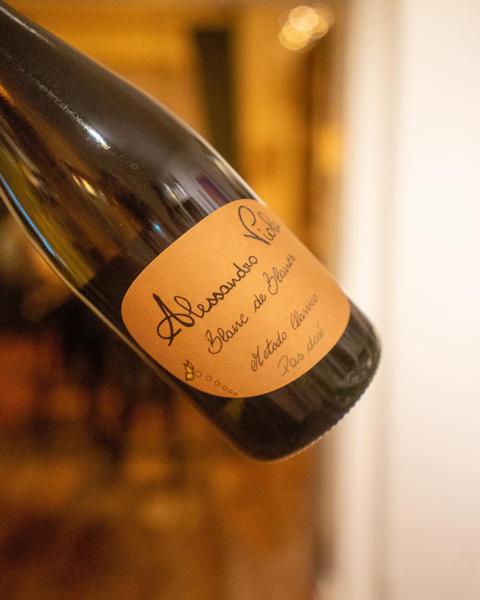 Alessandro Viola
Blanc de Blancs
Metodo Classico
Pas dosé